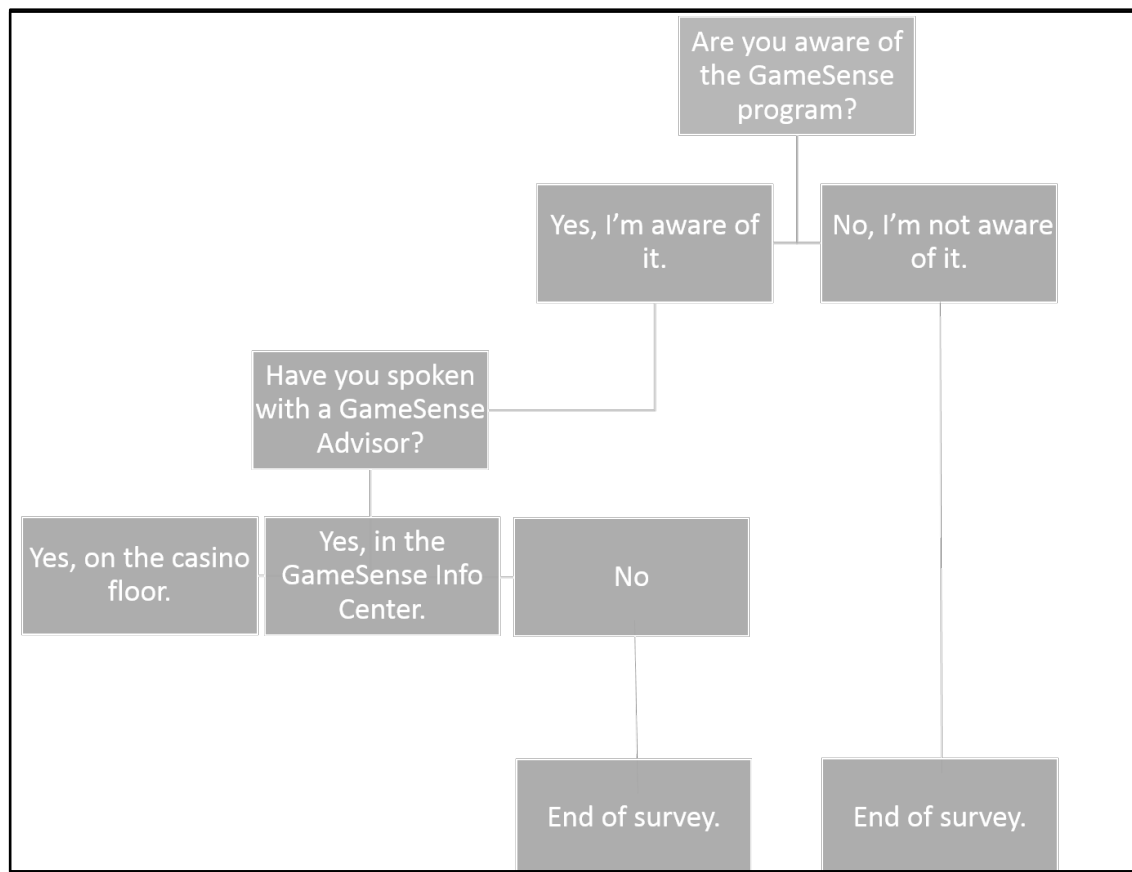 Are you aware of
the GameSense
program?
Yes, I’m aware of
it.
No, I’m not aware
of it.
Have you spoken
with a GameSense
Advisor?
Yes, on the casino
floor.
Yes, in the
GameSense Info
Center.
No
End of survey.
End of survey.